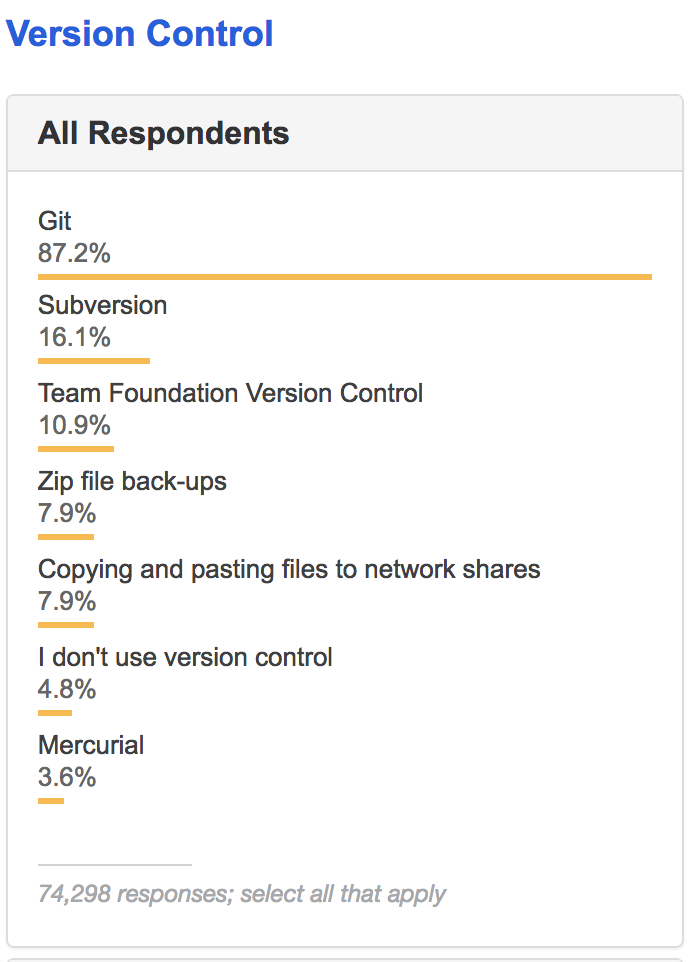 Version Control
All Respondents
Git
87.2%
Subversion
16.1%
Team Foundation Version Control
10.9%
Zip file back-ups
7.9%
Copying and pasting files to network shares
7.9%
I don't use version control
4.8%
Mercurial
3.6%
74,298 responses; select all that apply